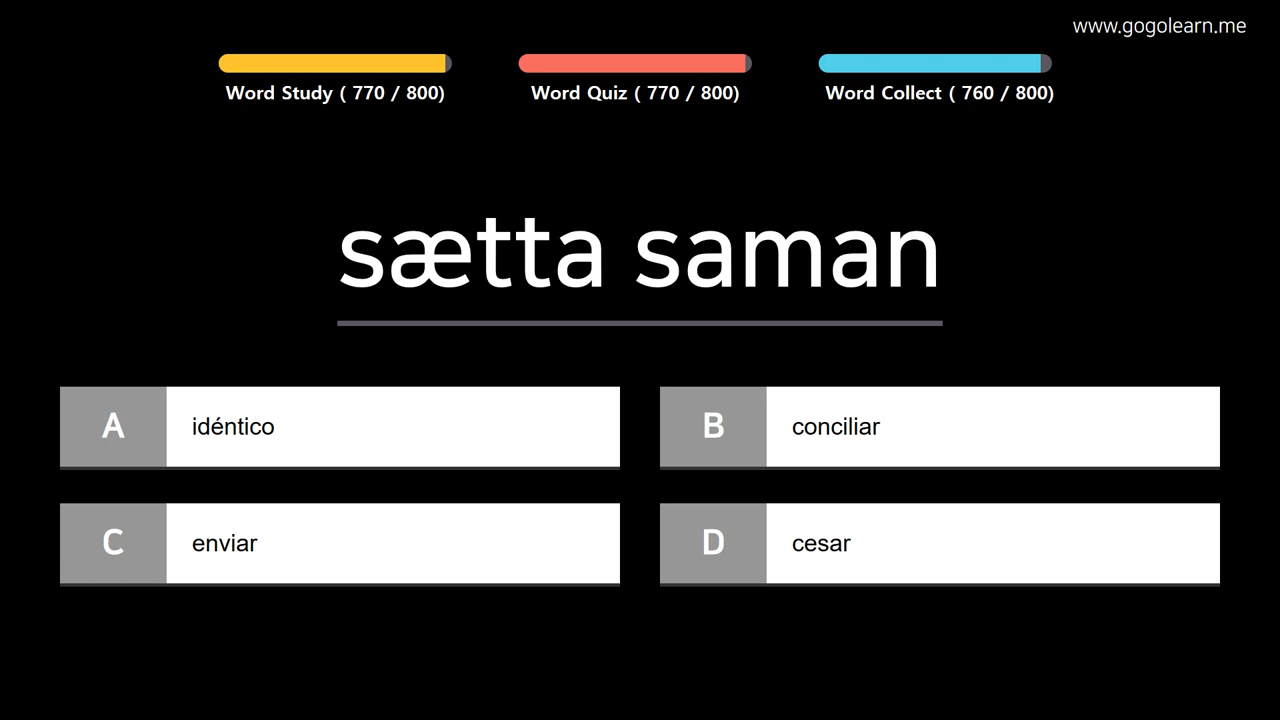 www.gogolearn.me
Word Study ( 770 / 800)
Word Quiz ( 770 / 800)
Word Collect ( 760 / 800)
sætta saman
A idéntico
B conciliar
C enviar
D cesar